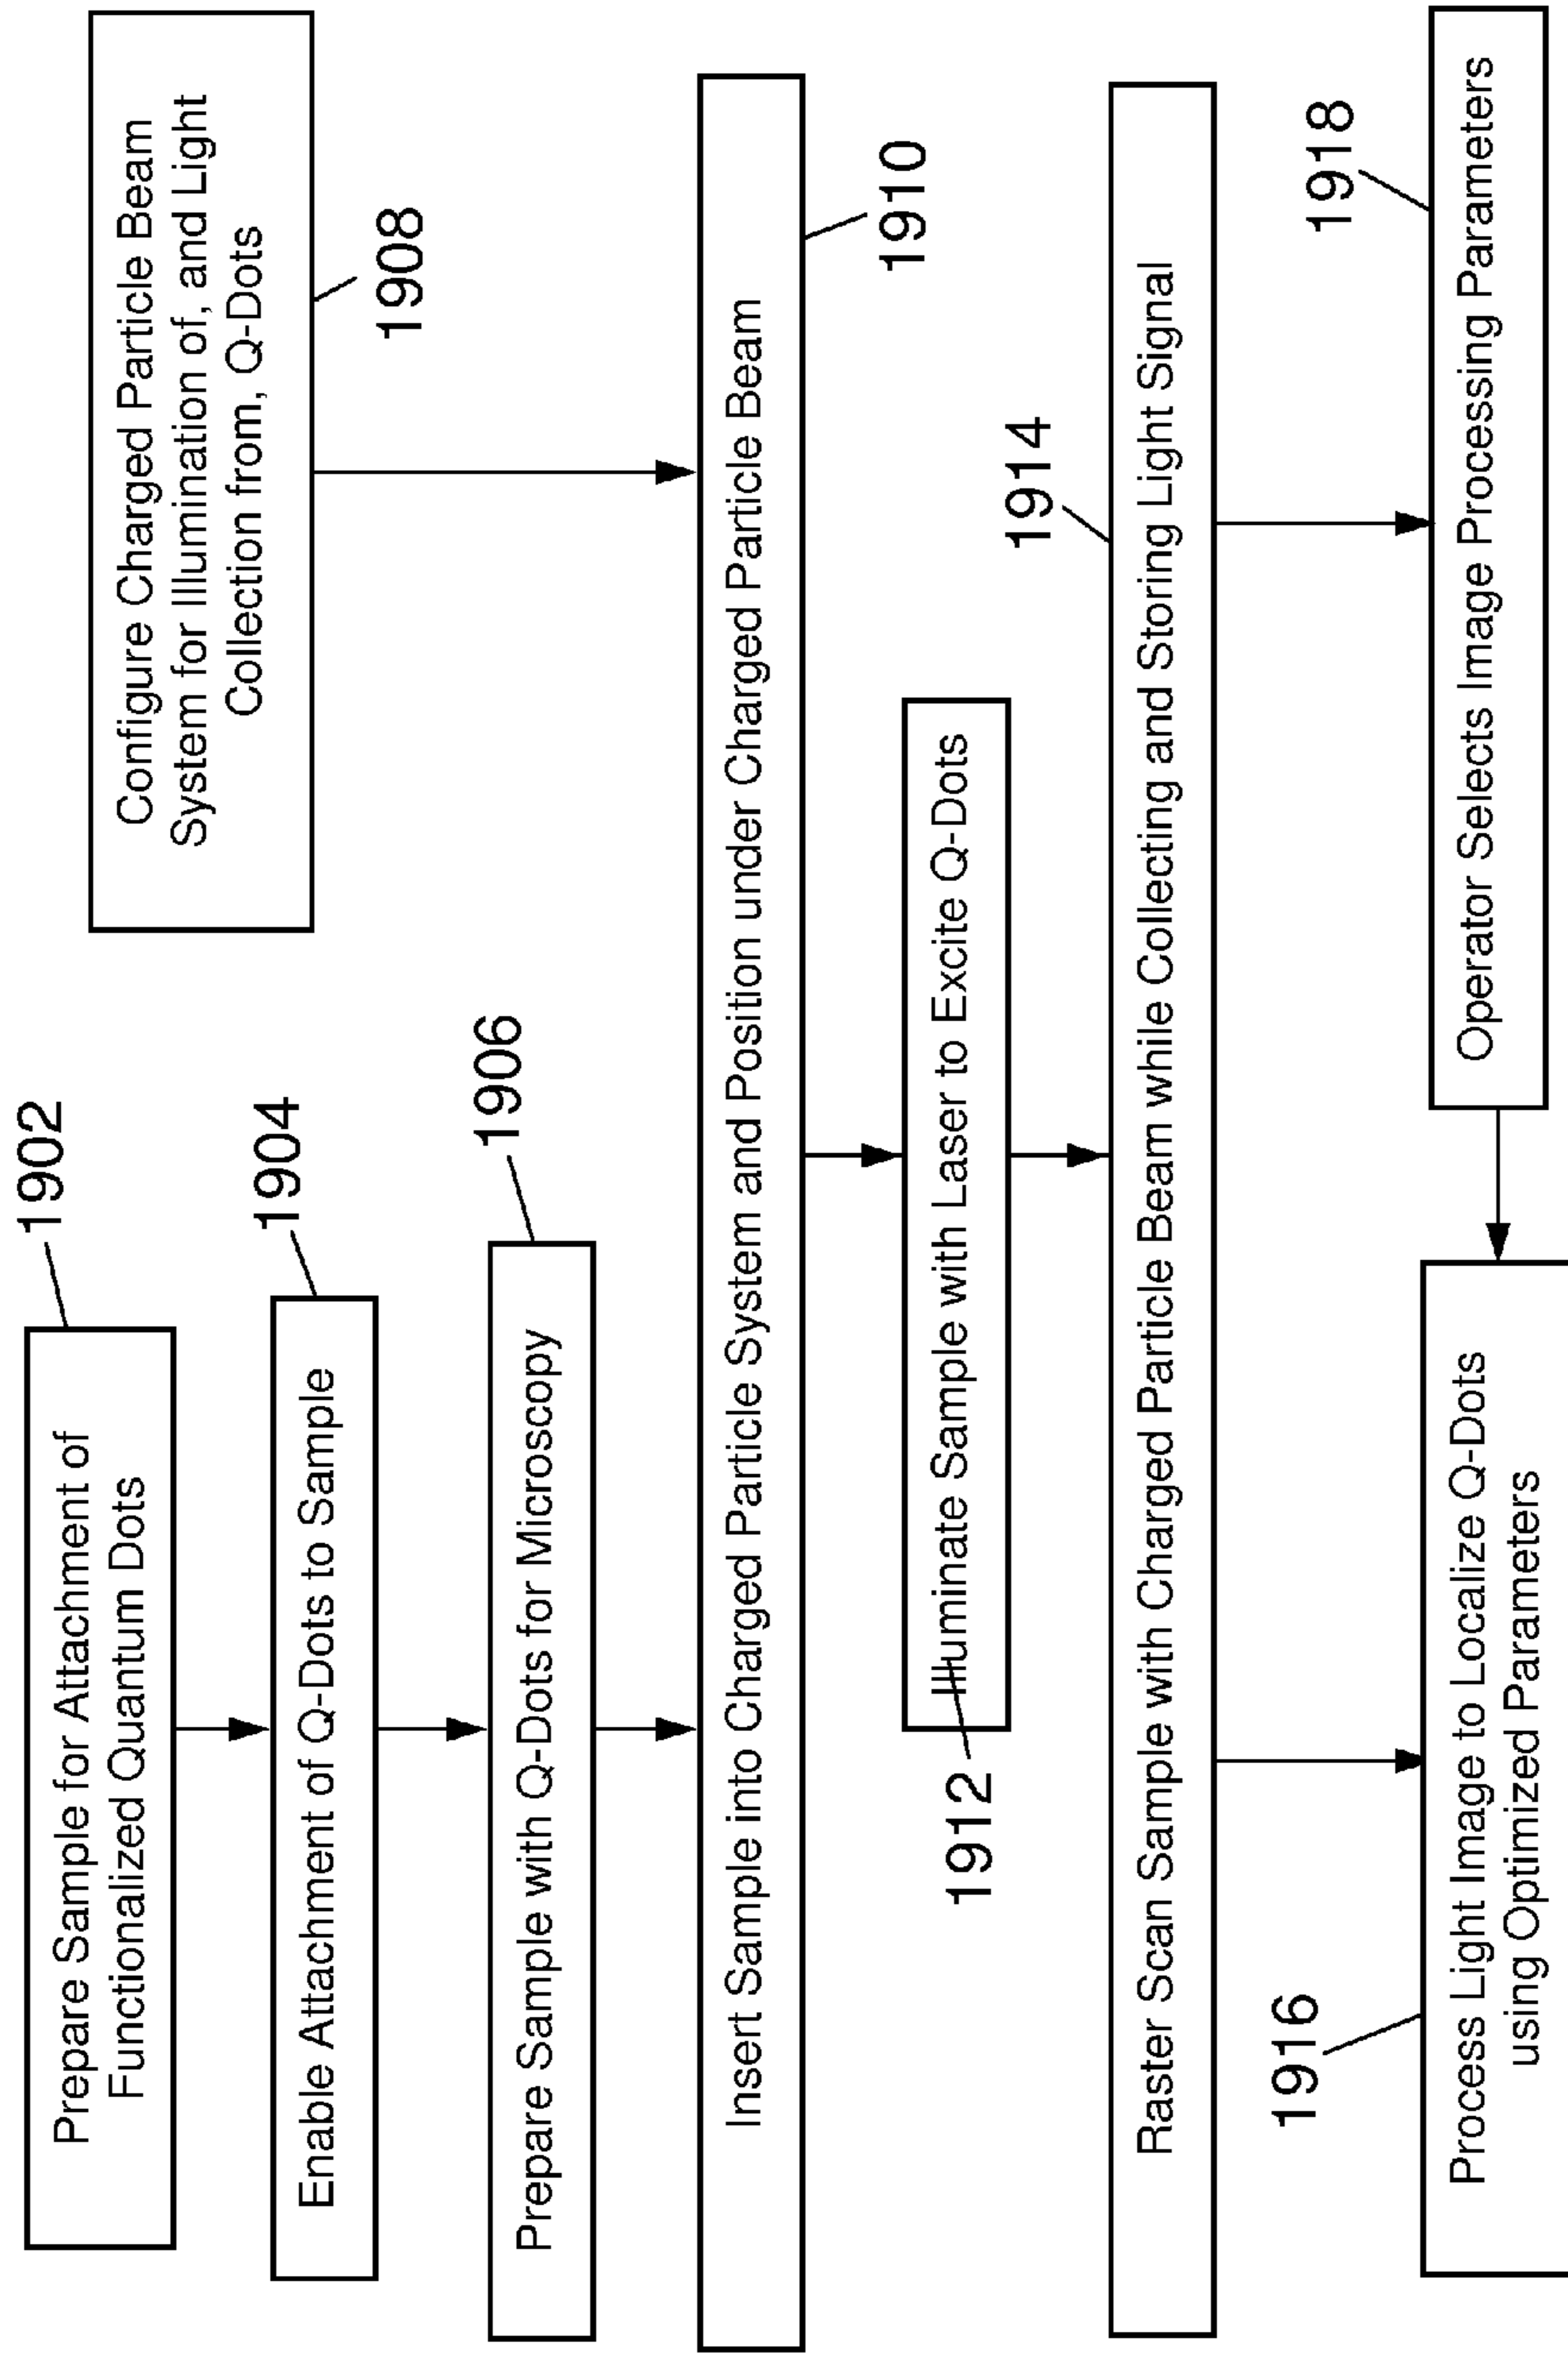 1902
Prepare Sample for Attachment of
Functionalized Quantum Dots
1904
Enable Attachment of Q-Dots to Sample
1906
Prepare Sample with Q-Dots for Microscopy
Configure Charged Particle Beam
System for Illumination of, and Light
Collection from, Q-Dots
1908
Insert Sample into Charged Particle System and Position under Charged Particle Beam
1910
Illuminate Sample with Laser to Excite Q-Dots
1912
1914
Raster Scan Sample with Charged Particle Beam while Collecting and Storing Light Signal
1916
Process Light Image to Localize Q-Dots
using Optimized Parameters
1918
Operator Selects Image Processing Parameters